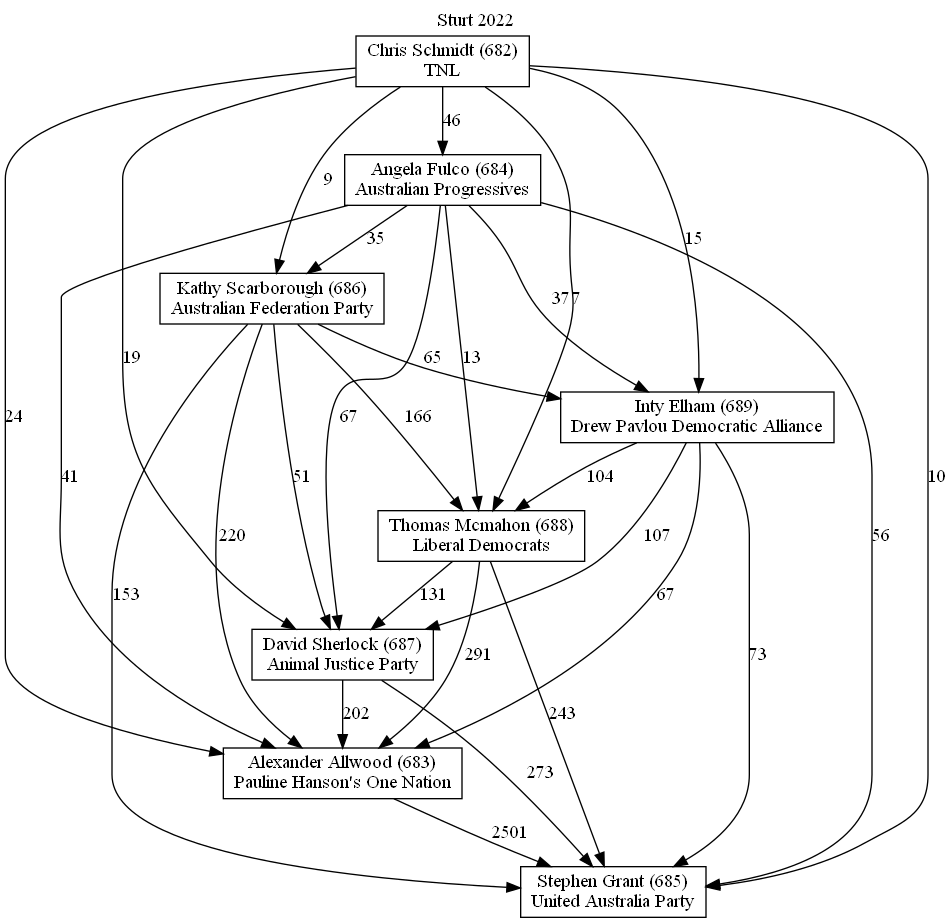 Sturt 2022
Chris Schmidt (682)
TNL
46
Angela Fulco (684)
Australian Progressives
9
35
15
Kathy Scarborough (686)
Australian Federation Party
377
19
65
13
24
67
166
Inty Elham (689)
Drew Pavlou Democratic Alliance
41
51
104
10
Thomas Mcmahon (688)
Liberal Democrats
220
107
56
153
131
67
David Sherlock (687)
Animal Justice Party
291
73
202
243
Alexander Allwood (683)
Pauline Hanson's One Nation
273
2501
Stephen Grant (685)
United Australia Party